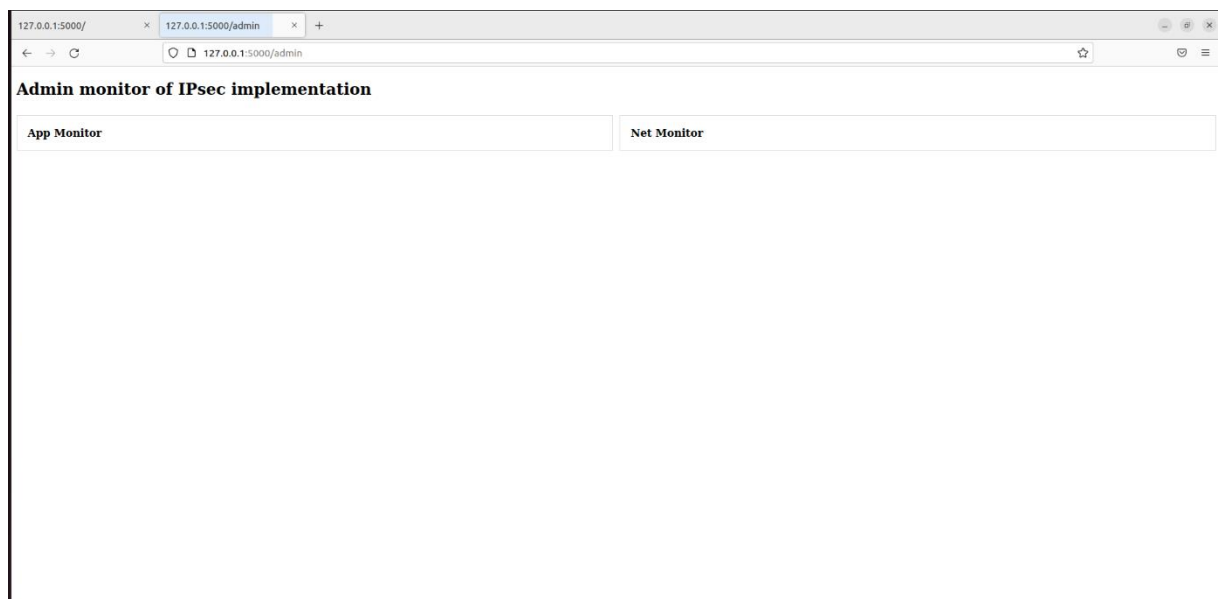 127.0.0.1:5000/
127.0.0.1:5000/admin
127.0.0.1:5000/admin
Admin monitor of IPsec implementation
App Monitor
Net Monitor